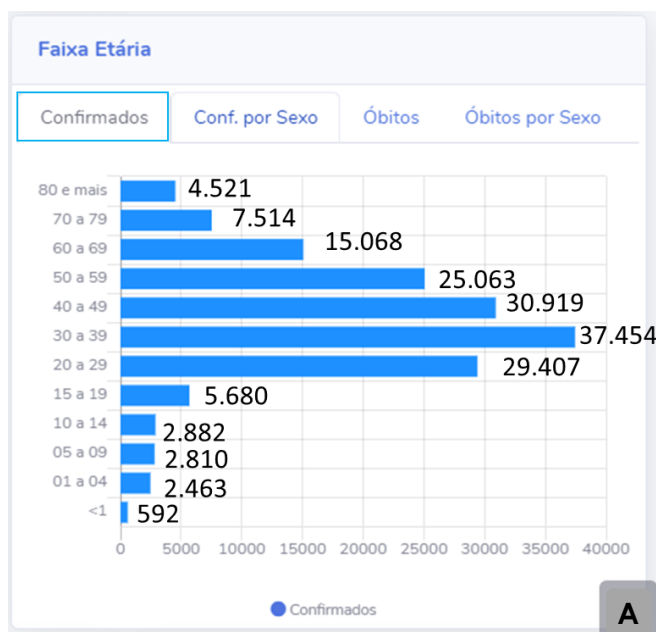 Faixa Etária
Confirmados Conf. por Sexo Óbitos Óbitos por Sexo
80 e mais 4.521
70 a 79 7.514
60 a 69 15.068
50 a 59 25.063
40 a 49 30.919
30 a 39 37.454
20 a 29 29.407
15 a 19 5.680
10 a 14 2.882
05 a 09 2.810
01 a 04 2.463
<1 592
0 5000 10000 15000 20000 25000 30000 35000 40000
Confirmados
A